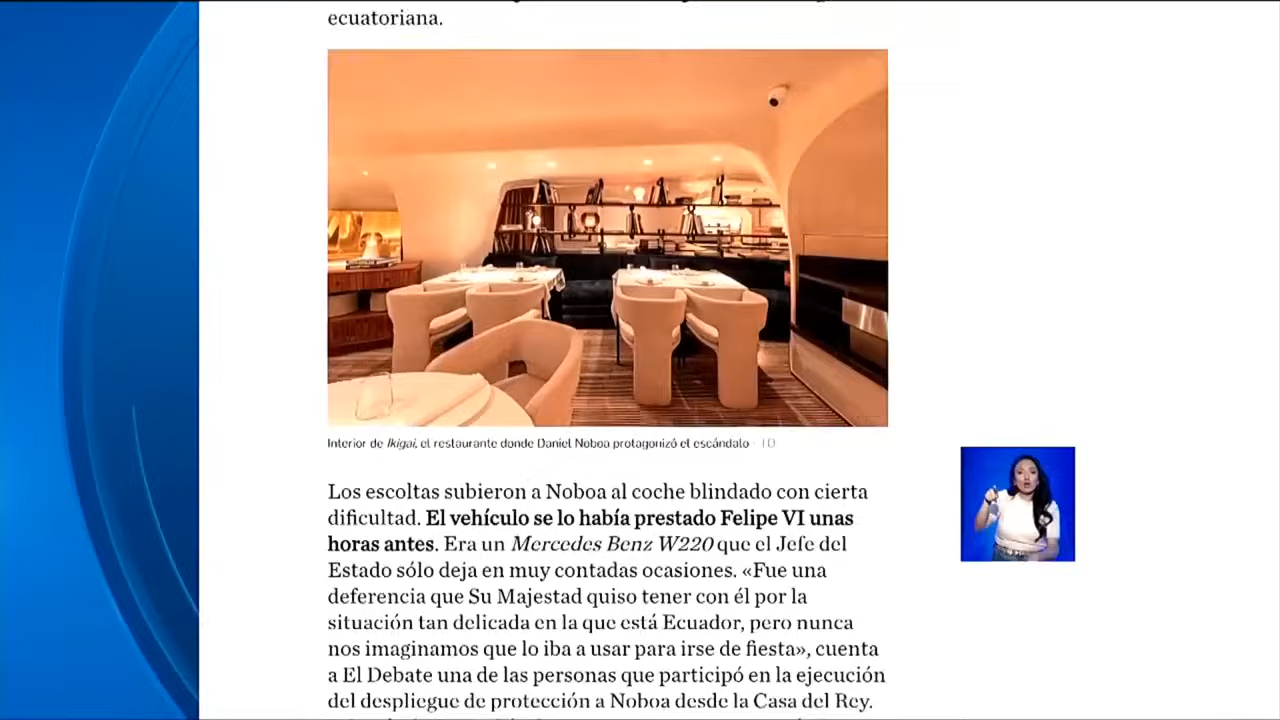 ecuatoriana.
Interior de Ikigai, el restaurante donde Daniel Noboa protagonizó el escándalo
Los escoltas subieron a Noboa al coche blindado con cierta
dificultad. El vehículo se lo había prestado Felipe VI unas
horas antes. Era un Mercedes Benz W220 que el Jefe del
Estado sólo deja en muy contadas ocasiones. «Fue una
deferencia que Su Majestad quiso tener con él por la
situación tan delicada en la que está Ecuador, pero nunca
nos imaginamos que lo iba a usar para irse de fiesta», cuenta
a El Debate una de las personas que participó en la ejecución
del despliegue de protección a Noboa desde la Casa del Rey.